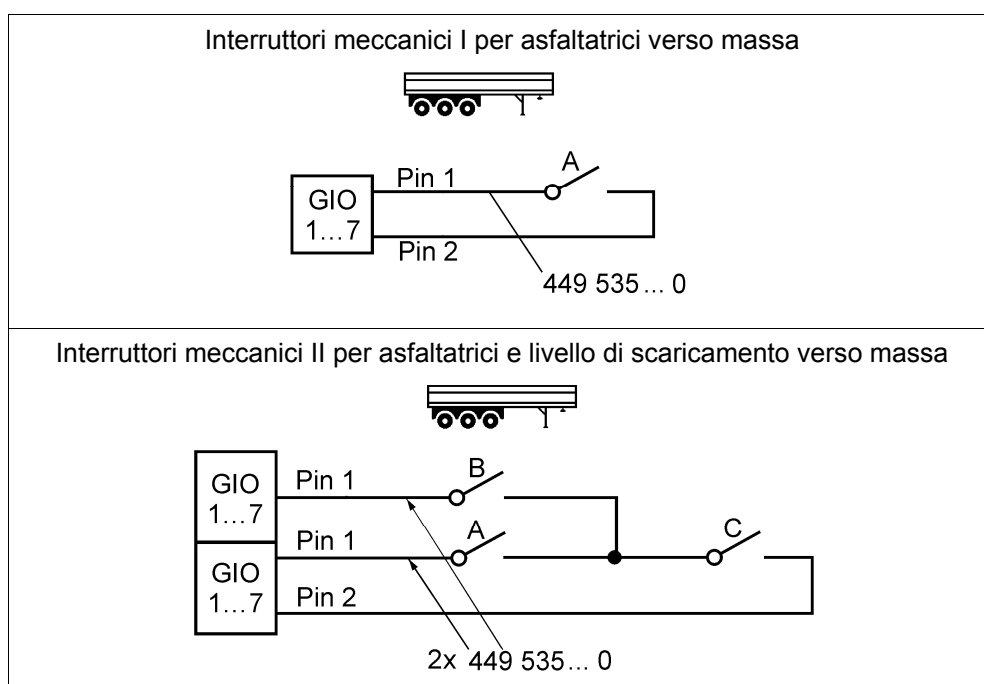 Interruttori meccanici I per asfaltatrici verso massa
A
Pin 1
GIO
1...7
Pin 2
449 535... 0
Interruttori meccanici II per asfaltatrici e livello di scaricamento verso massa
B
GIO
1...7
Pin 1
A
C
Pin 1
GIO
1...7
Pin 2
2x 449 535... 0